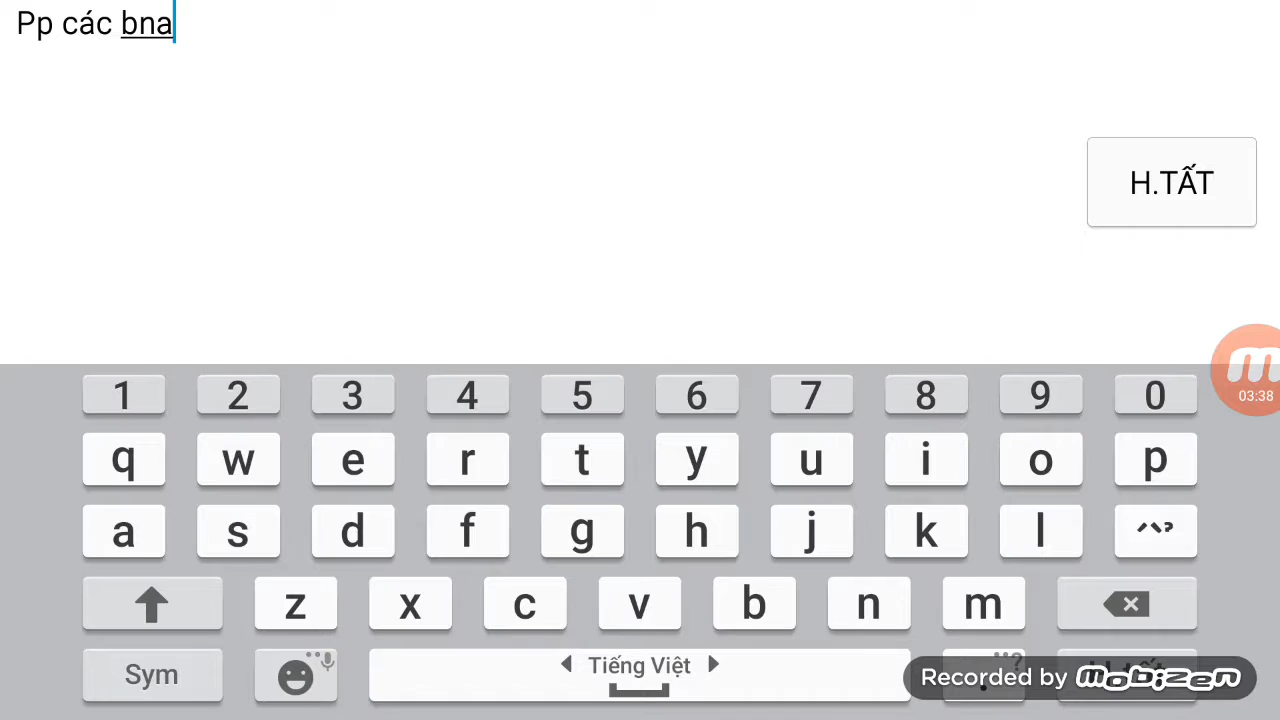 Pp các bna
H.TẤT
03:38
1 2 3 4 5 6 7 8 9 0
q w e r t y u i o p
a s d f g h j k l
z x c v b n m
Sym Tiếng Việt
Recorded by mobizen